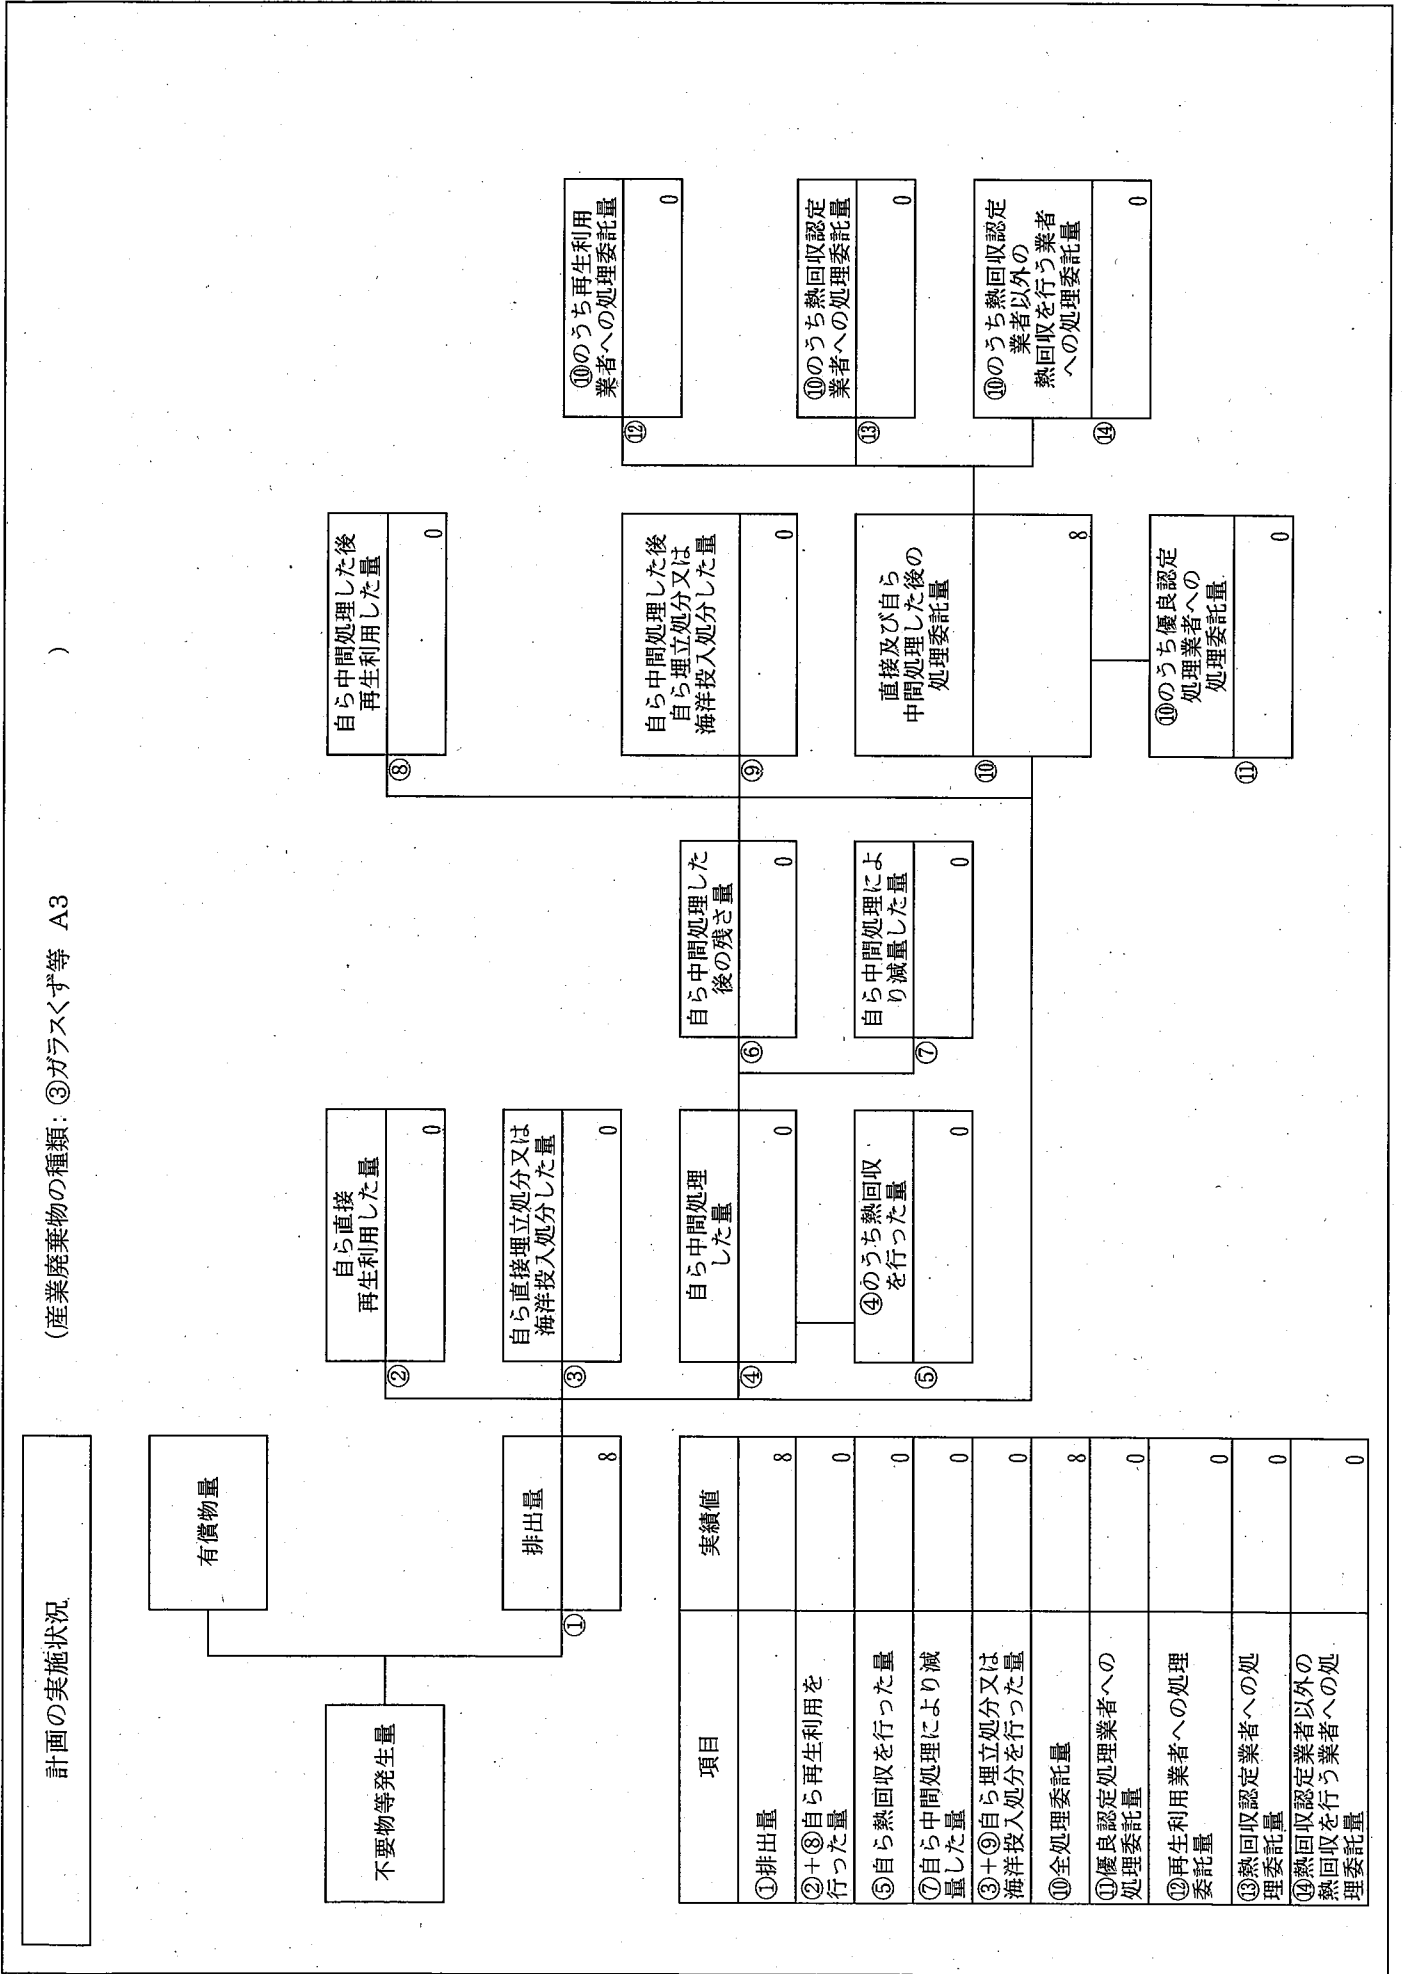 計画の実施状況
(産業廃棄物の種類: ③ガラスくず等 A3 )
不要物等発生量
有償物量
①
排出量
8
②
自ら直接
再生利用した量
0
③
自ら直接埋立処分又は
海洋投入処分した量
0
④
自ら中間処理
した量
0
⑤
④のうち熱回収
を行った量
0
⑥
自ら中間処理した
後の残さ量
0
⑦
自ら中間処理によ
り減量した量
0
⑧
自ら中間処理した後
再生利用した量
0
⑨
自ら中間処理した後
自ら埋立処分又は
海洋投入処分した量
0
⑩
直接及び自ら
中間処理した後の
処理委託量
8
⑪
⑩のうち優良認定
処理業者への
処理委託量
0
⑫
⑩のうち再生利用
業者への処理委託量
0
⑬
⑩のうち熱回収認定
業者への処理委託量
0
⑭
⑩のうち熱回収認定
業者以外の
熱回収を行う業者
への処理委託量
0
項目 実績値
①排出量 8
②+⑧自ら再生利用を
行った量 0
⑤自ら熱回収を行った量 0
⑦自ら中間処理により減
量した量 0
③+⑨自ら埋立処分又は
海洋投入処分を行った量 0
⑩全処理委託量 8
⑪優良認定処理業者への
処理委託量 0
⑫再生利用業者への処理
委託量 0
⑬熱回収認定業者への処
理委託量 0
⑭熱回収認定業者以外の
熱回収を行う業者への処
理委託量 0